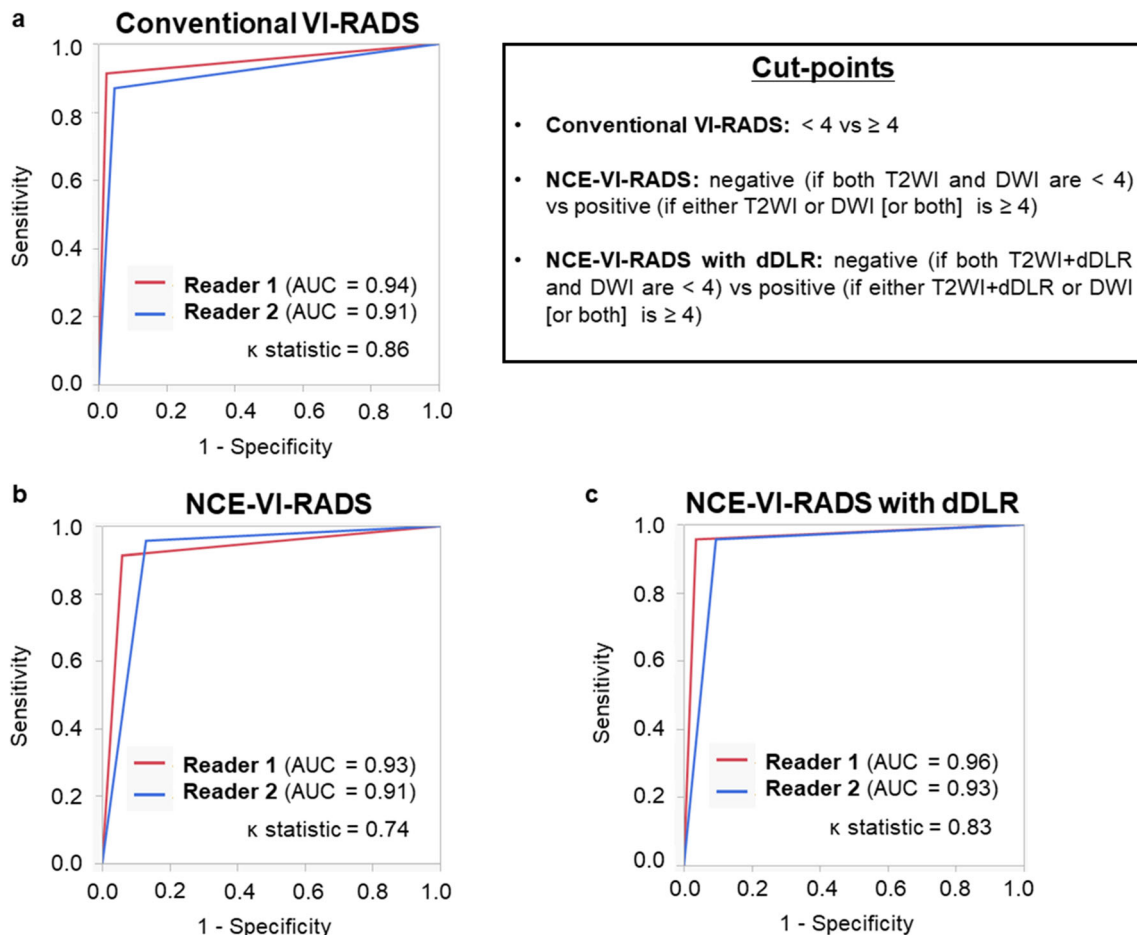 a
Conventional VI-RADS
1.0
0.8
0.6
0.4
0.2
0.0
Sensitivity
Reader 1 (AUC = 0.94)
Reader 2 (AUC = 0.91)
κ statistic = 0.86
0.0 0.2 0.4 0.6 0.8 1.0
1 - Specificity
Cut-points
• Conventional VI-RADS: < 4 vs ≥ 4
• NCE-VI-RADS: negative (if both T2WI and DWI are < 4)
vs positive (if either T2WI or DWI [or both] is ≥ 4)
• NCE-VI-RADS with dDLR: negative (if both T2WI+dDLR
and DWI are < 4) vs positive (if either T2WI+dDLR or DWI
[or both] is ≥ 4)
b
NCE-VI-RADS
1.0
0.8
0.6
0.4
0.2
0.0
Sensitivity
Reader 1 (AUC = 0.93)
Reader 2 (AUC = 0.91)
κ statistic = 0.74
0.0 0.2 0.4 0.6 0.8 1.0
1 - Specificity
c
NCE-VI-RADS with dDLR
1.0
0.8
0.6
0.4
0.2
0.0
Sensitivity
Reader 1 (AUC = 0.96)
Reader 2 (AUC = 0.93)
κ statistic = 0.83
0.0 0.2 0.4 0.6 0.8 1.0
1 - Specificity